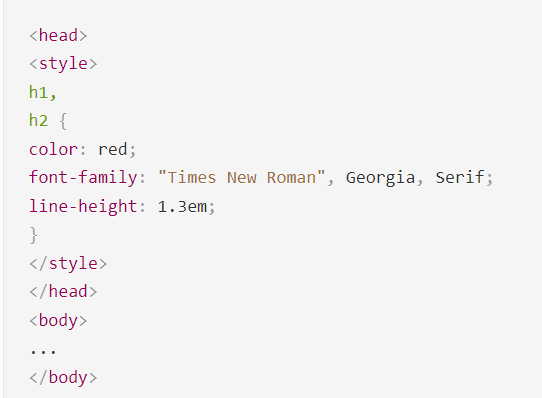 <head>
<style>
h1,
h2 {
color: red;
font-family: "Times New Roman", Georgia, Serif;
line-height: 1.3em;
}
</style>
</head>
<body>
...
</body>